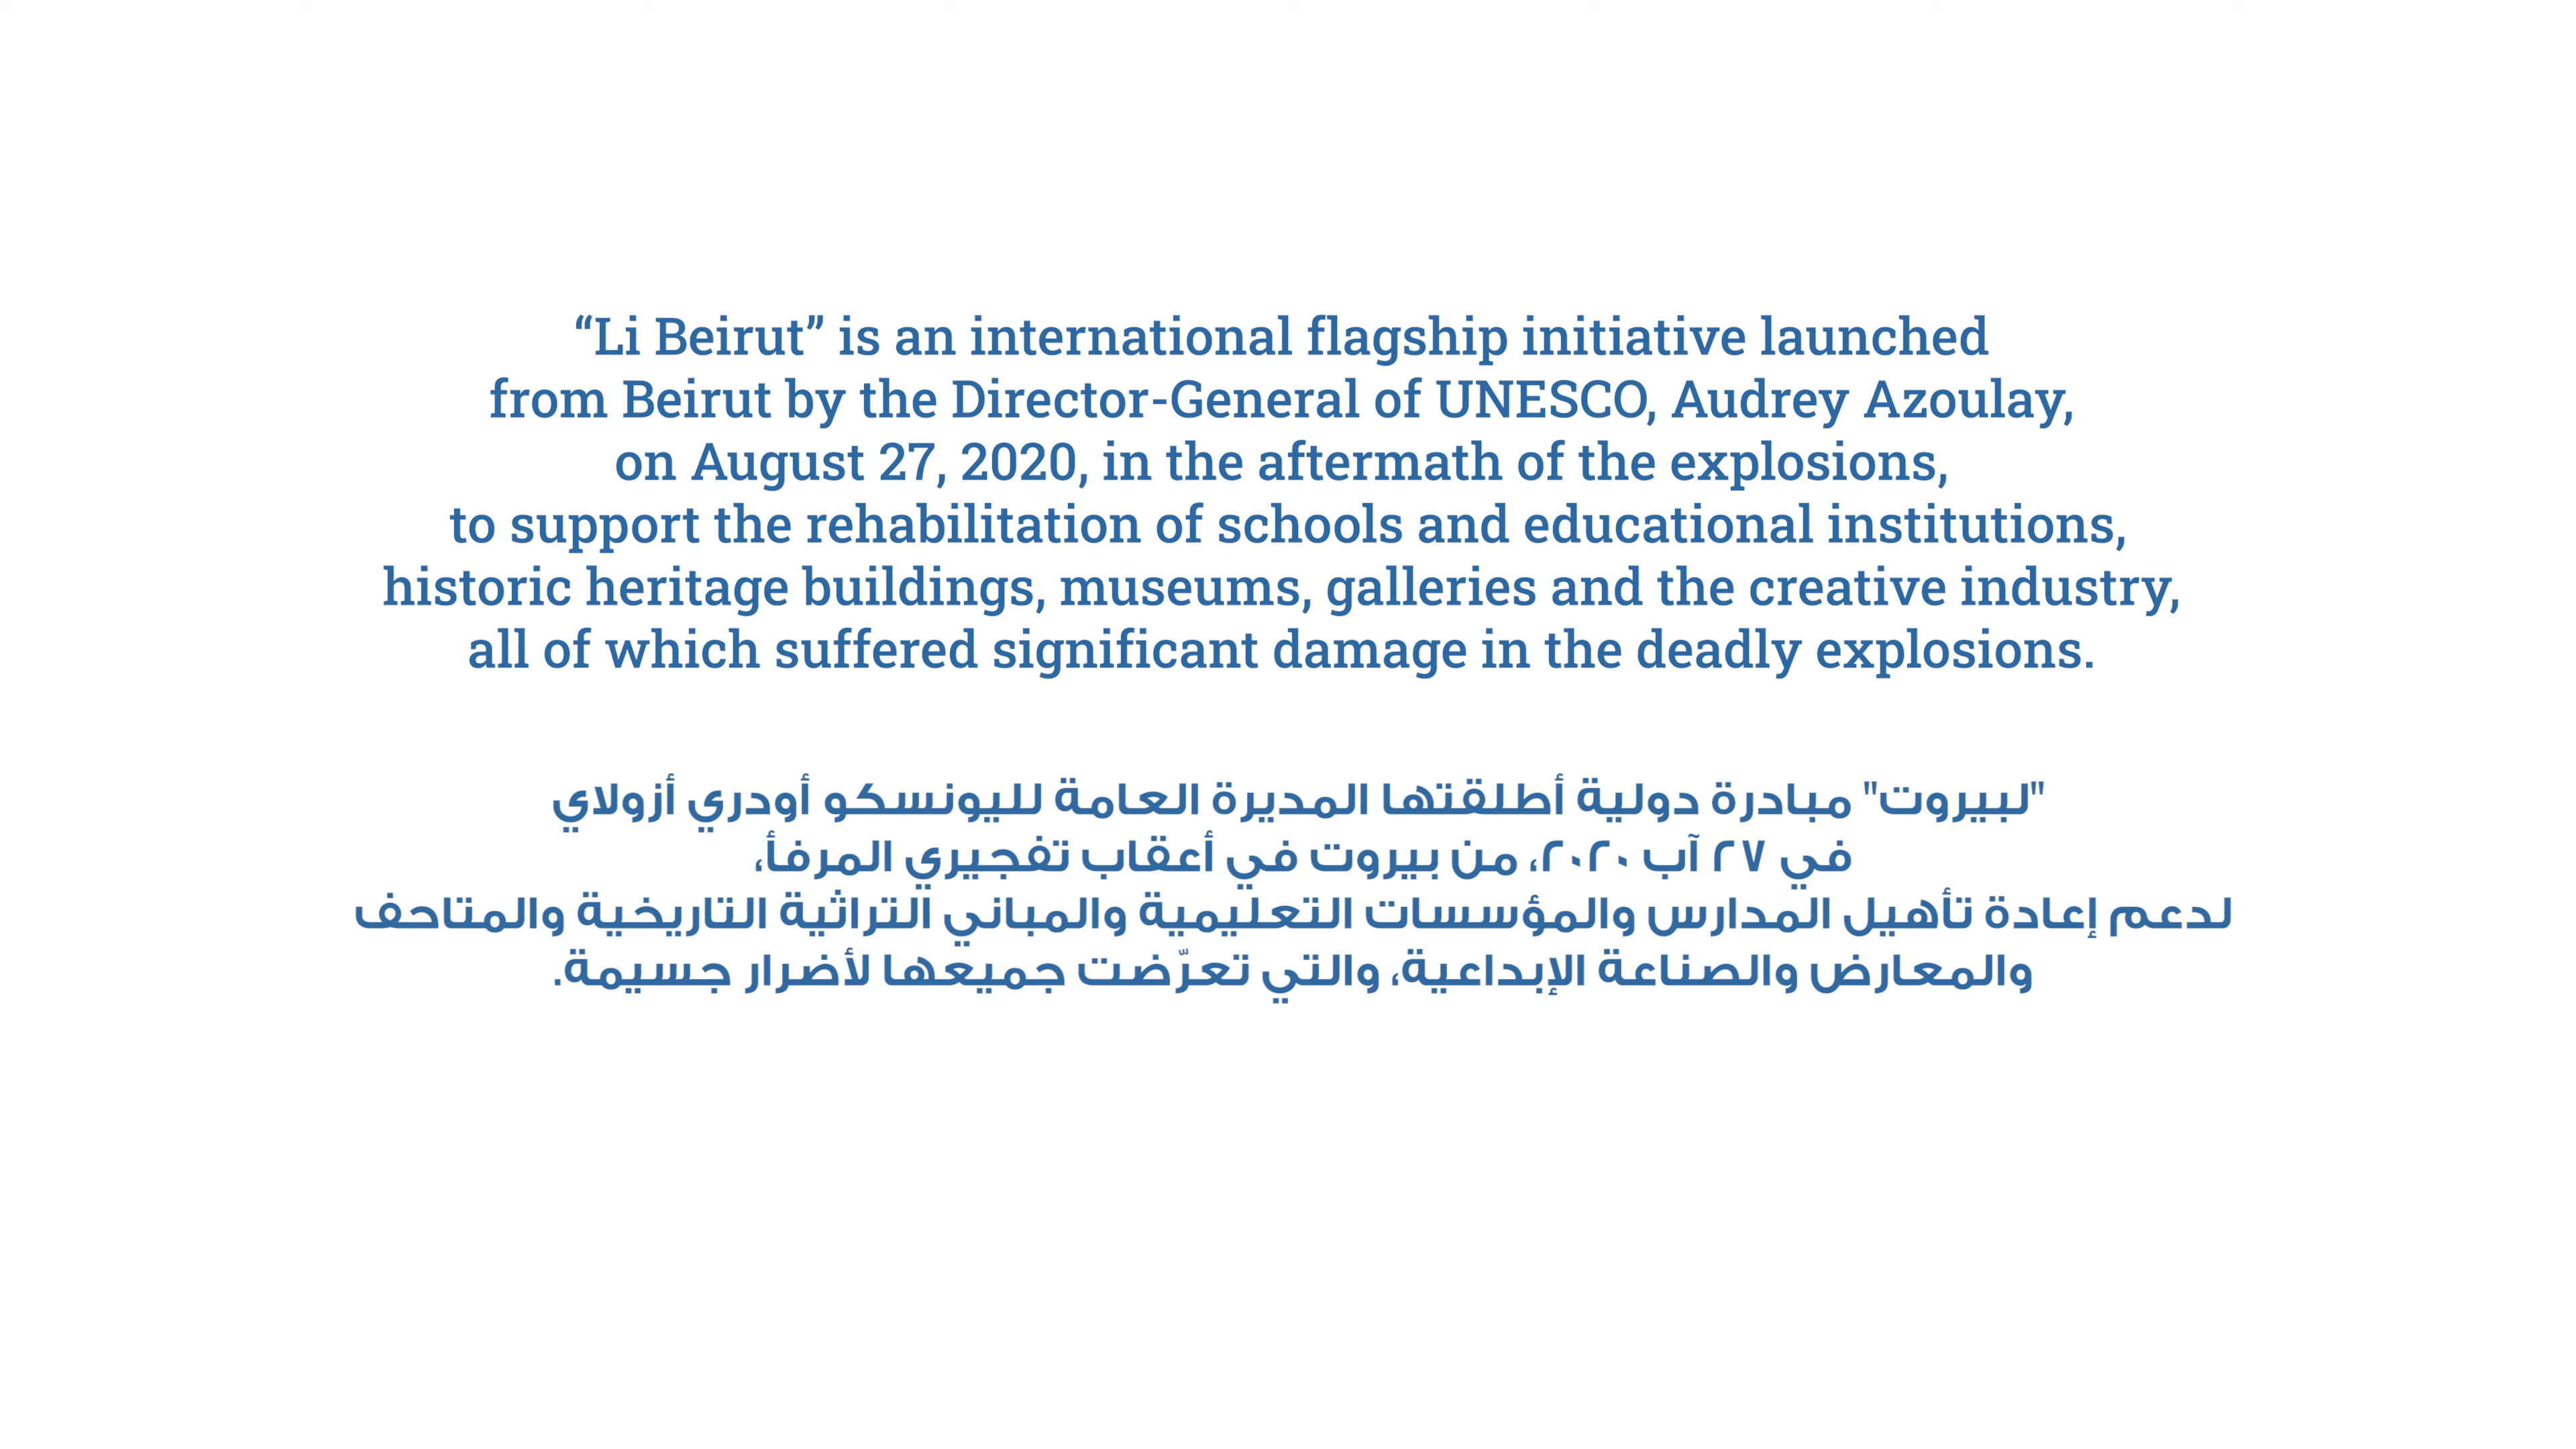 “Li Beirut” is an international flagship initiative launched
from Beirut by the Director-General of UNESCO, Audrey Azoulay,
on August 27, 2020, in the aftermath of the explosions,
to support the rehabilitation of schools and educational institutions,
historic heritage buildings, museums, galleries and the creative industry,
all of which suffered significant damage in the deadly explosions.
"لبيروت" مبادرة دولية أطلقتها المديرة العامة لليونسكو أودري أزولاي
في ٢٧ آب ٢٠٢٠، من بيروت في أعقاب تفجيري المرفأ،
لدعم إعادة تأهيل المدارس والمؤسسات التعليمية والمباني التراثية التاريخية والمتاحف
والمعارض والصناعة الإبداعية، والتي تعرّضت جميعها لأضرار جسيمة.